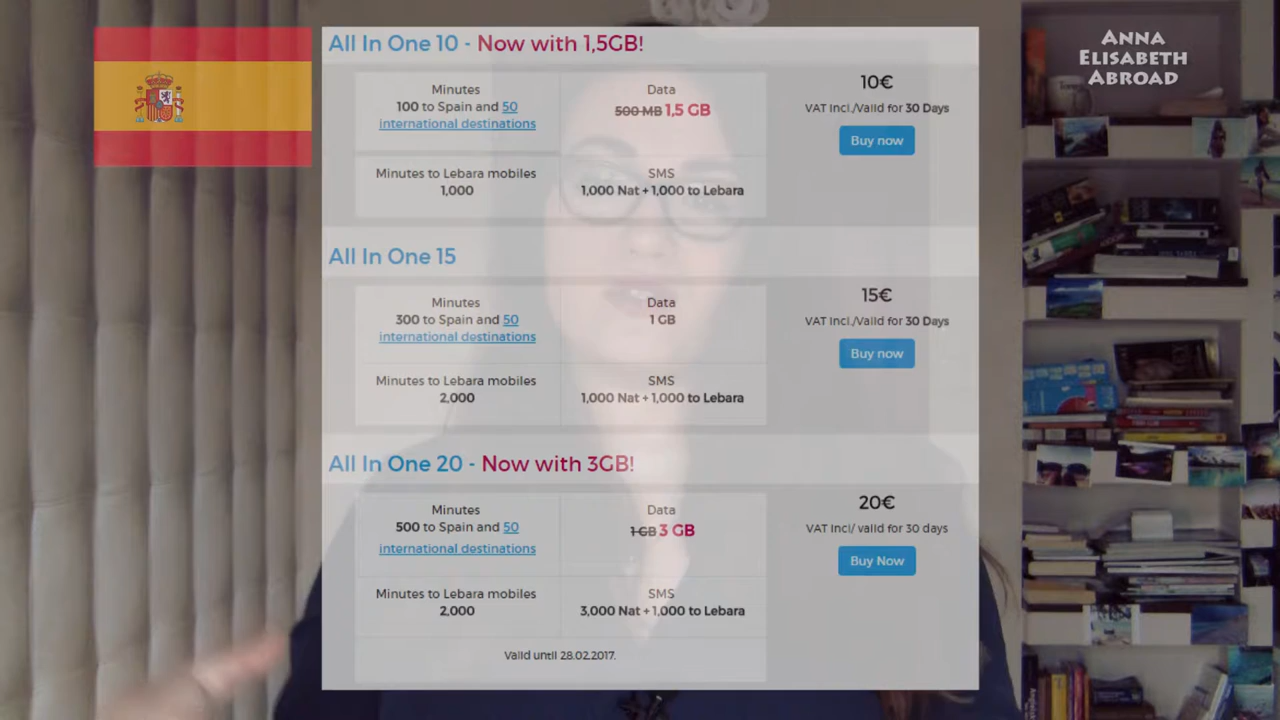 ANNA
ELISABETH
ABROAD
All In One 10 - Now with 1,5GB!
Minutes
100 to Spain and 50
international destinations
Data
500 MB 1,5 GB
10€
VAT Incl./Valid for 30 Days
Buy now
Minutes to Lebara mobiles
1,000
SMS
1,000 Nat + 1,000 to Lebara
All In One 15
Minutes
300 to Spain and 50
international destinations
Data
1 GB
15€
VAT Incl./Valid for 30 Days
Buy now
Minutes to Lebara mobiles
2,000
SMS
1,000 Nat + 1,000 to Lebara
All In One 20 - Now with 3GB!
Minutes
500 to Spain and 50
international destinations
Data
1 GB 3 GB
20€
VAT Incl/ valid for 30 days
Buy Now
Minutes to Lebara mobiles
2,000
SMS
3,000 Nat + 1,000 to Lebara
Valid until 28.02.2017.